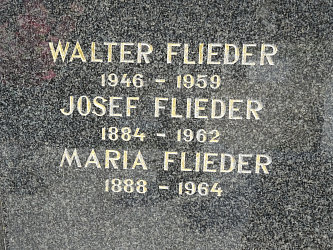 WALTER FLIEDER
1946 - 1959
JOSEF FLIEDER
1884 - 1962
MARIA FLIEDER
1888 - 1964